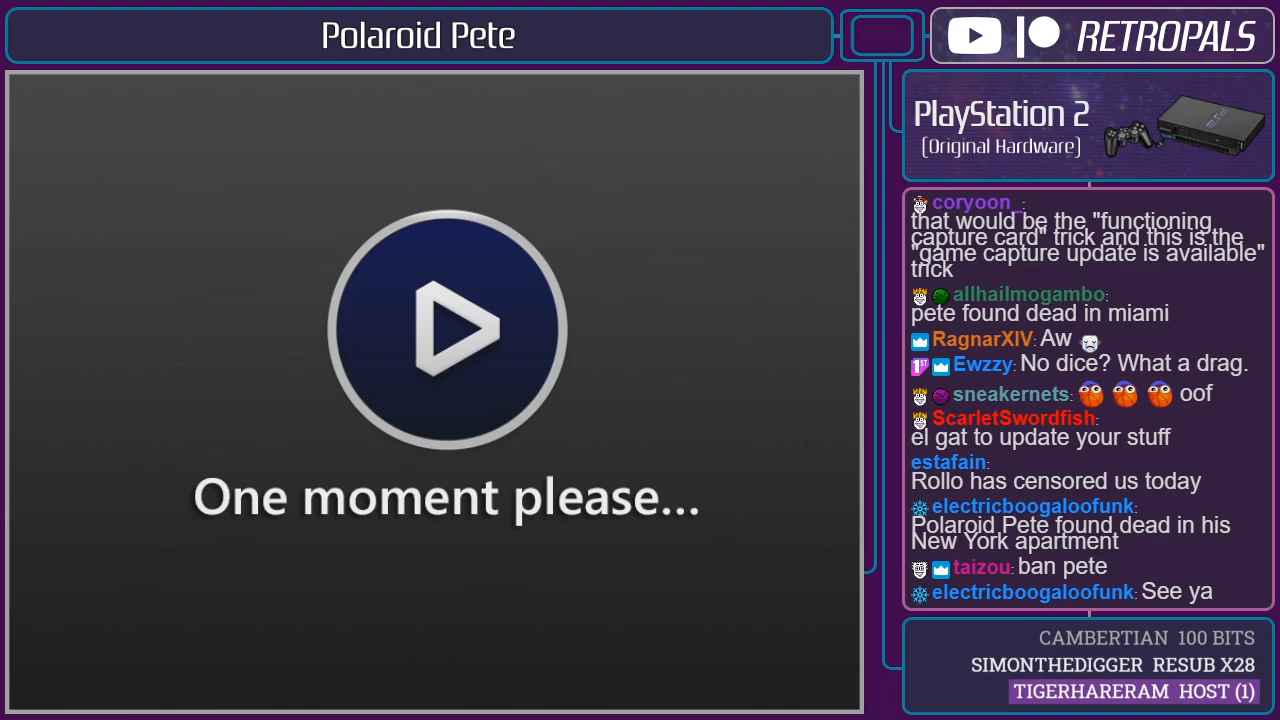 Polaroid Pete
RETROPALS
PlayStation 2
(Original Hardware)
One moment please...
coryoon_:
that would be the "functioning
capture card" trick and this is the
"game capture update is available"
trick
allhailmogambo:
pete found dead in miami
RagnarXIV: Aw
1ST Ewzzy: No dice? What a drag.
sneakernets: oof
ScarletSwordfish:
el gat to update your stuff
estafain:
Rollo has censored us today
electricboogaloofunk:
Polaroid Pete found dead in his
New York apartment
taizou: ban pete
electricboogaloofunk: See ya
CAMBERTIAN 100 BITS
SIMONTHEDIGGER RESUB X28
TIGERHARERAM HOST (1)